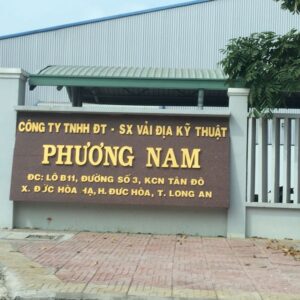 CÔNG TY TNHH ĐT - SX VẢI ĐỊA KỸ THUẬT
PHƯƠNG NAM
ĐC: LÔ B11, ĐƯỜNG SỐ 3, KCN TÂN ĐÔ
X. ĐỨC HÒA HẠ, H. ĐỨC HÒA, T. LONG AN